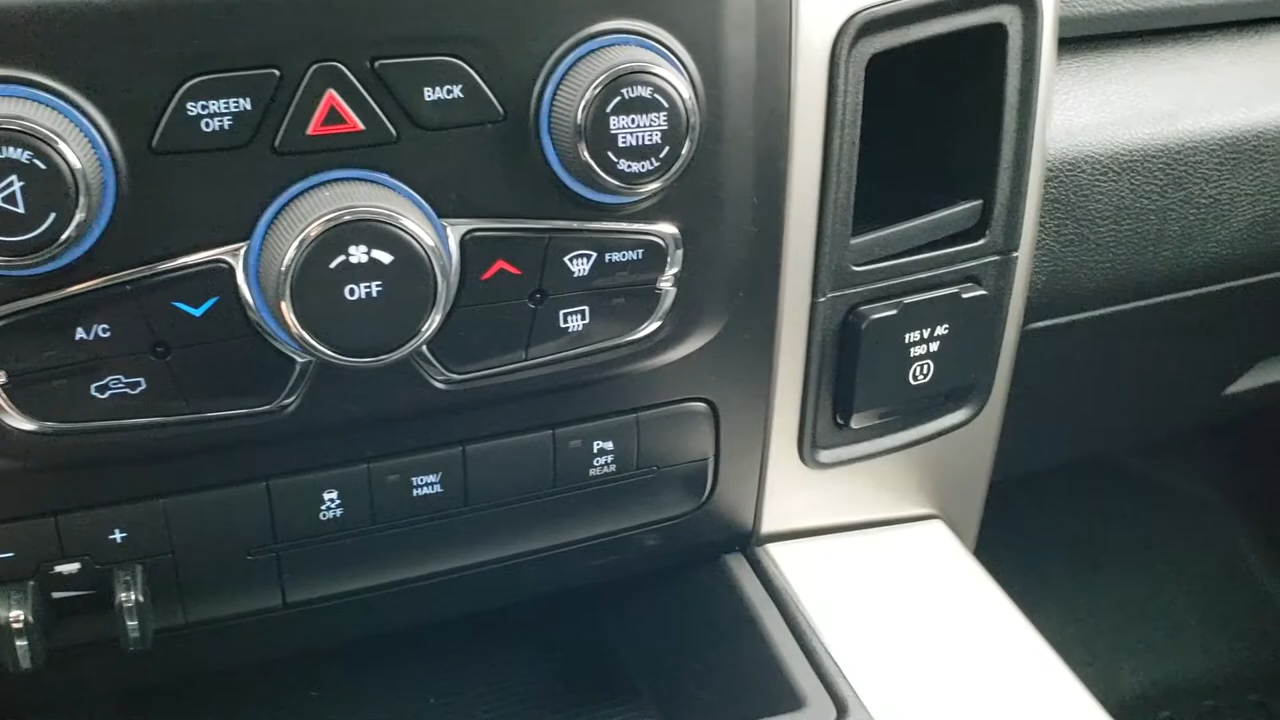 SCREEN
OFF
BACK
TUNE
BROWSE
ENTER
SCROLL
OFF
FRONT
A/C
115 V AC
150 W
P
OFF
REAR
TOW/
HAUL
OFF
+
-